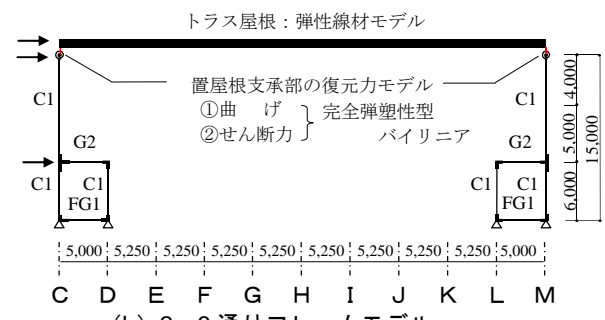 トラス屋根：弾性線材モデル
置屋根支承部の復元力モデル
①曲　げ
②せん断力
完全弾塑性型
バイリニア
C1
C1
G2
G2
C1
C1
C1
C1
FG1
FG1
4,000
5,000
6,000
15,000
5,000 5,250 5,250 5,250 5,250 5,250 5,250 5,250 5,250 5,000
C D E F G H I J K L M